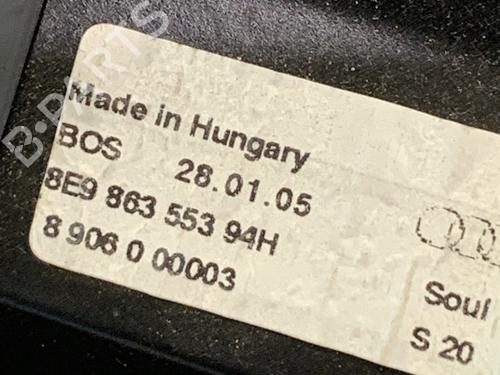 B-PARTS
Made in Hungary
BOS 28.01.05
8E9 863 553 94H
8 906 0 00003
Soul
S 20